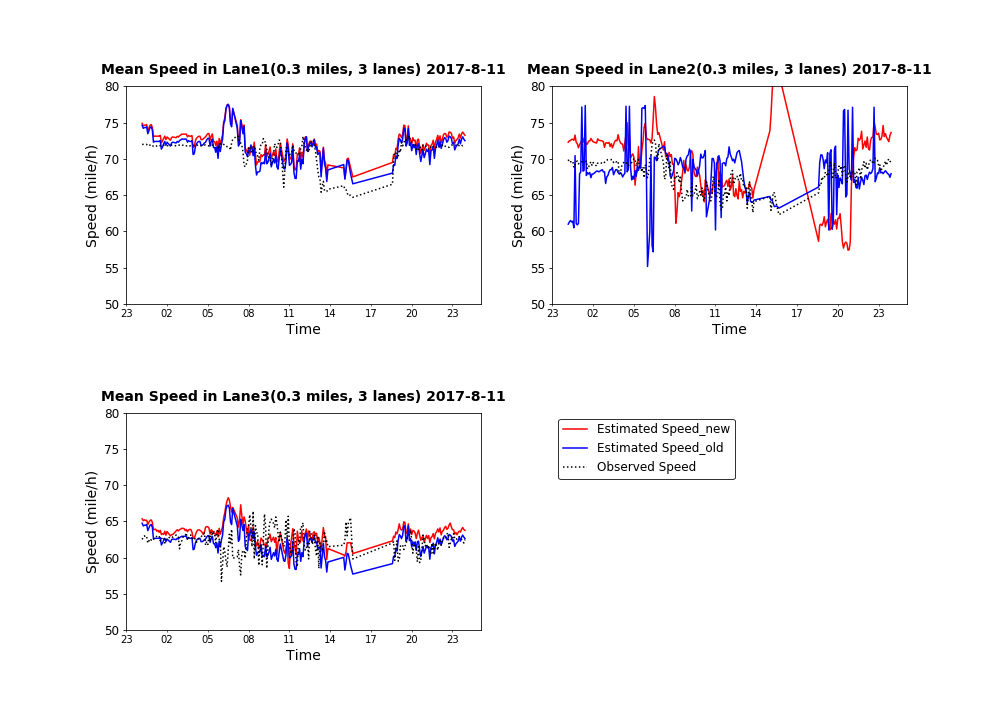 Mean Speed in Lane1(0.3 miles, 3 lanes) 2017-8-11
80
75
70
65
60
55
50
Speed (mile/h)
23 02 05 08 11 14 17 20 23
Time
Mean Speed in Lane2(0.3 miles, 3 lanes) 2017-8-11
80
75
70
65
60
55
50
Speed (mile/h)
23 02 05 08 11 14 17 20 23
Time
Mean Speed in Lane3(0.3 miles, 3 lanes) 2017-8-11
80
75
70
65
60
55
50
Speed (mile/h)
23 02 05 08 11 14 17 20 23
Time
Estimated Speed_new
Estimated Speed_old
Observed Speed